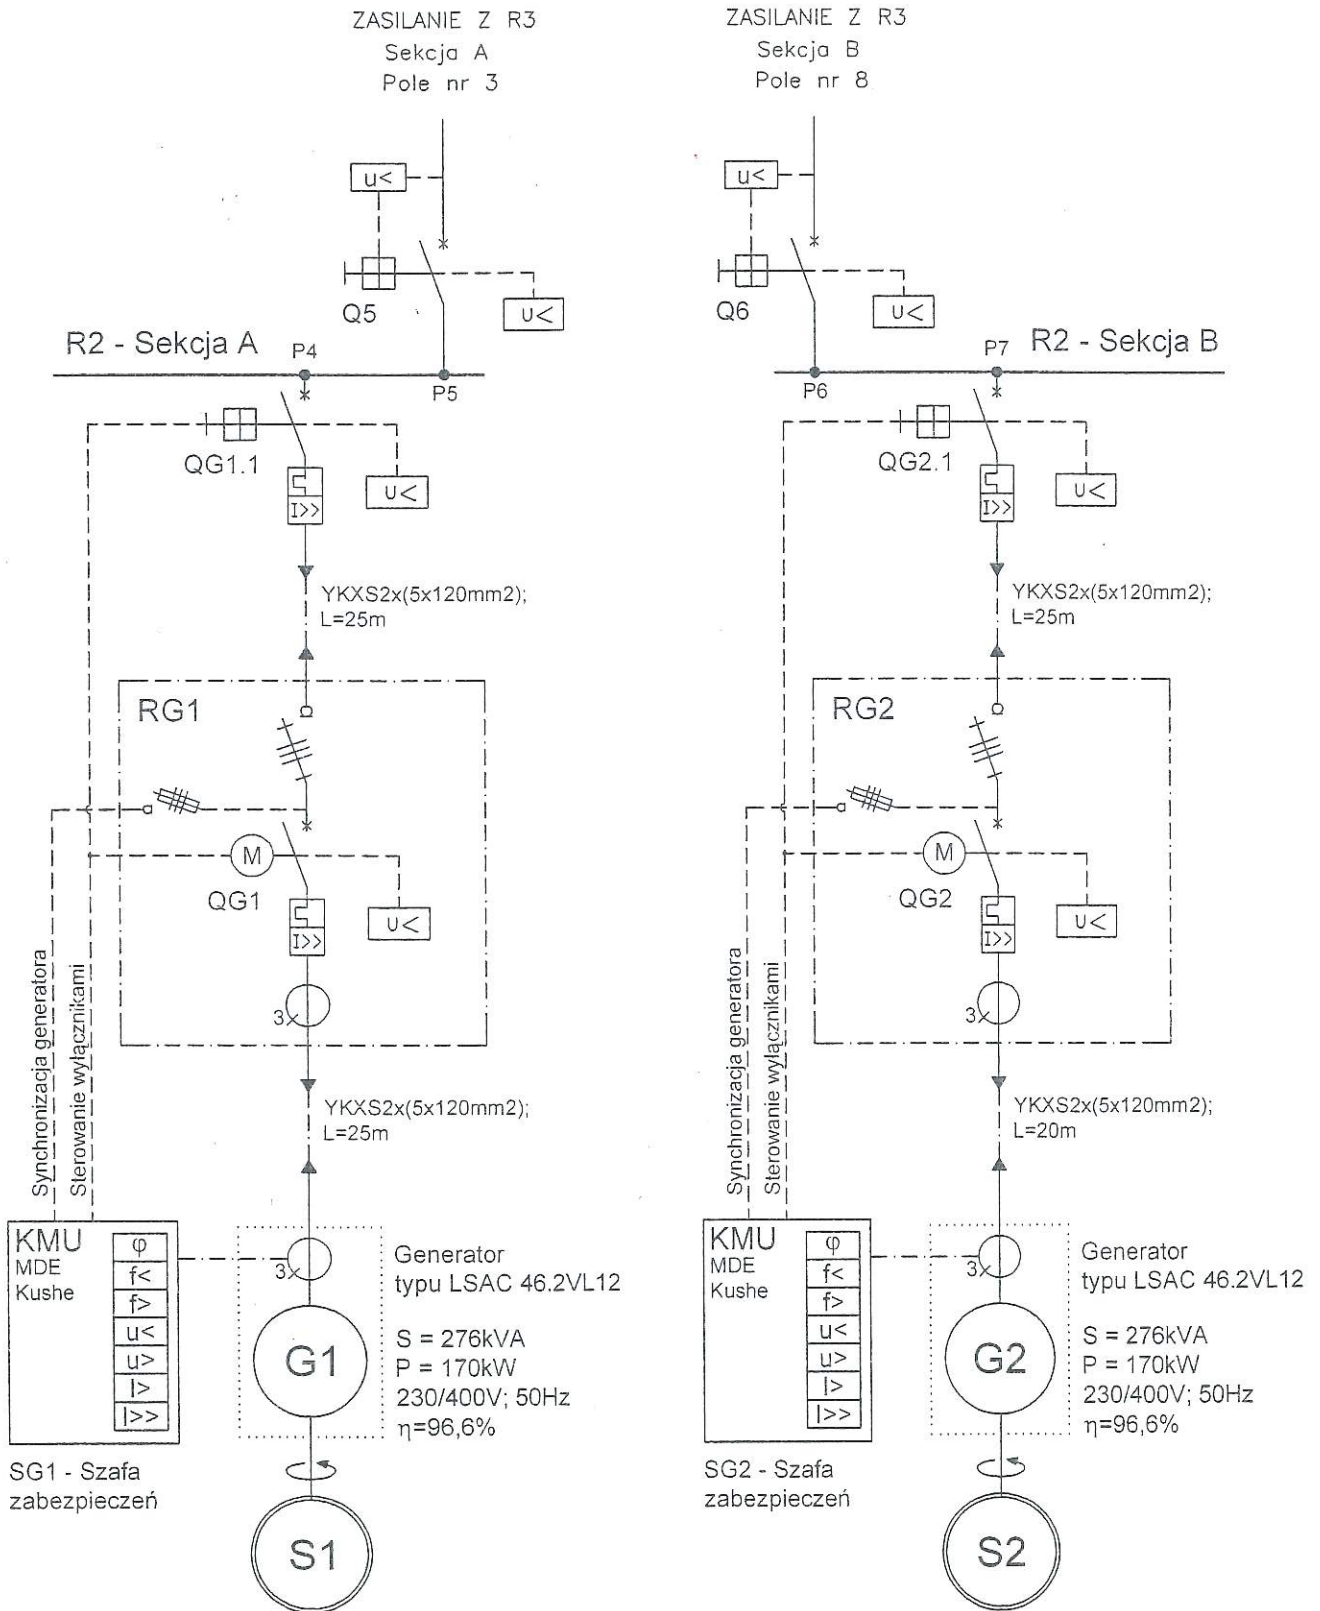 ZASILANIE Z R3
Sekcja A
Pole nr 3
u<
Q5
U<
R2 - Sekcja A
P4
P5
QG1.1
U<
I>>
YKXS2x(5x120mm2);
L=25m
RG1
M
QG1
I>>
U<
3
Synchronizacja generatora
Sterowanie wyłącznikami
YKXS2x(5x120mm2);
L=25m
KMU
MDE
Kushe
φ
f<
f>
u<
u>
I>
I>>
3
G1
Generator
typu LSAC 46.2VL12
S = 276kVA
P = 170kW
230/400V; 50Hz
η=96,6%
SG1 - Szafa
zabezpieczeń
S1
ZASILANIE Z R3
Sekcja B
Pole nr 8
u<
Q6
U<
P7
R2 - Sekcja B
P6
QG2.1
U<
I>>
YKXS2x(5x120mm2);
L=25m
RG2
M
QG2
I>>
U<
3
Synchronizacja generatora
Sterowanie wyłącznikami
YKXS2x(5x120mm2);
L=20m
KMU
MDE
Kushe
φ
f<
f>
u<
u>
I>
I>>
3
G2
Generator
typu LSAC 46.2VL12
S = 276kVA
P = 170kW
230/400V; 50Hz
η=96,6%
SG2 - Szafa
zabezpieczeń
S2